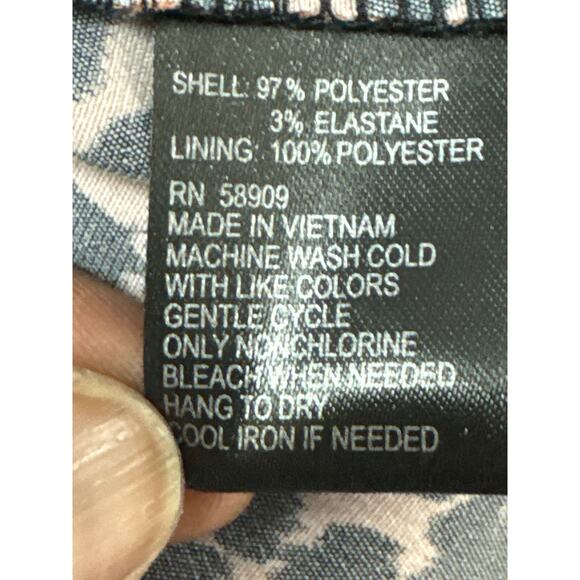 SHELL: 97% POLYESTER
3% ELASTANE
LINING: 100% POLYESTER
RN 58909
MADE IN VIETNAM
MACHINE WASH COLD
WITH LIKE COLORS
GENTLE CYCLE
ONLY NONCHLORINE
BLEACH WHEN NEEDED
HANG TO DRY
COOL IRON IF NEEDED